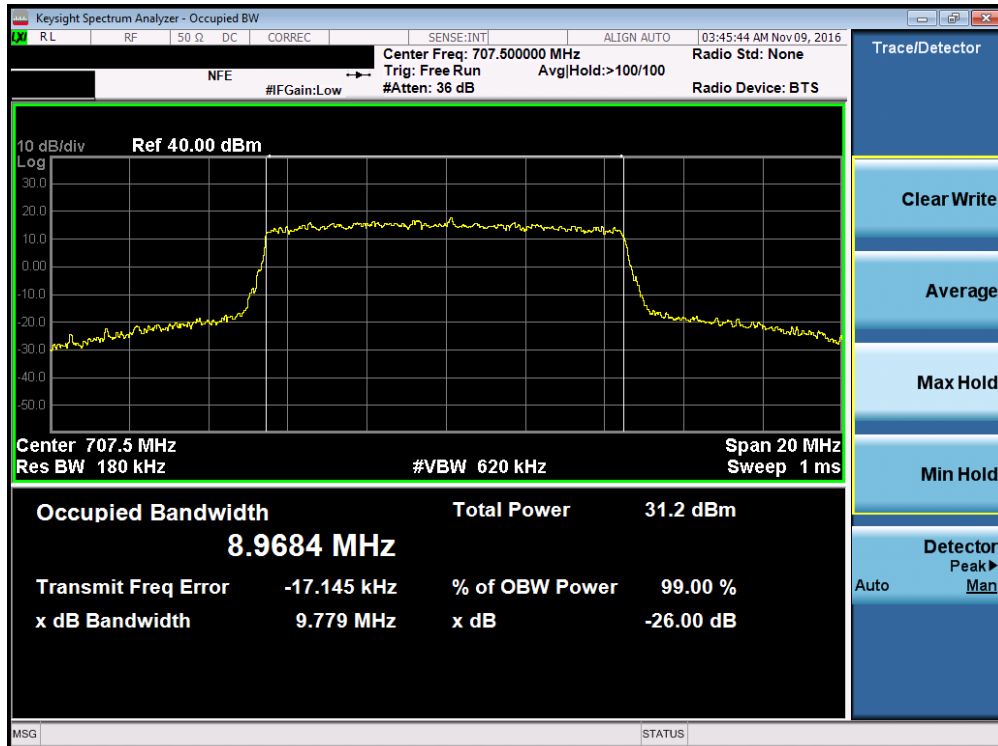 Keysight Spectrum Analyzer - Occupied BW
LXI RL RF 50 Ω DC CORREC SENSE:INT ALIGN AUTO 03:45:44 AM Nov 09, 2016
Center Freq: 707.500000 MHz Radio Std: None
NFE Trig: Free Run Avg|Hold:>100/100
#IFGain:Low #Atten: 36 dB Radio Device: BTS
10 dB/div Ref 40.00 dBm
Log
30.0
20.0
10.0
0.00
-10.0
-20.0
-30.0
-40.0
-50.0
Center 707.5 MHz Span 20 MHz
Res BW 180 kHz #VBW 620 kHz Sweep 1 ms
Occupied Bandwidth Total Power 31.2 dBm
8.9684 MHz
Transmit Freq Error -17.145 kHz % of OBW Power 99.00 %
x dB Bandwidth 9.779 MHz x dB -26.00 dB
MSG STATUS
Trace/Detector
Clear Write
Average
Max Hold
Min Hold
Detector
Peak▶
Auto Man